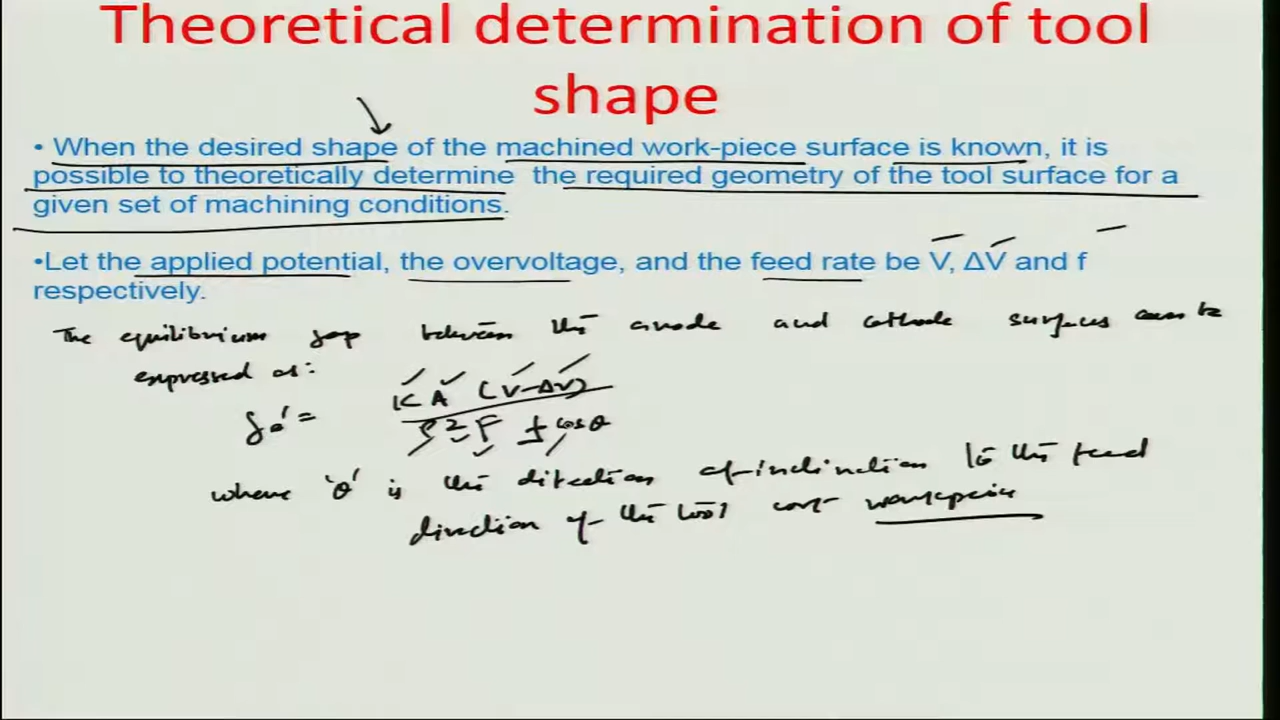 Theoretical determination of tool
shape
• When the desired shape of the machined work-piece surface is known, it is
possible to theoretically determine the required geometry of the tool surface for a
given set of machining conditions.
•Let the applied potential, the overvoltage, and the feed rate be V, ΔV and f
respectively.
The equilibrium gap between the anode and cathode surfaces can be
expressed as:
KA (V-ΔV)
ρ Z F f cosθ
where 'θ' is the direction of inclination to the feed
direction of the tool workpiece